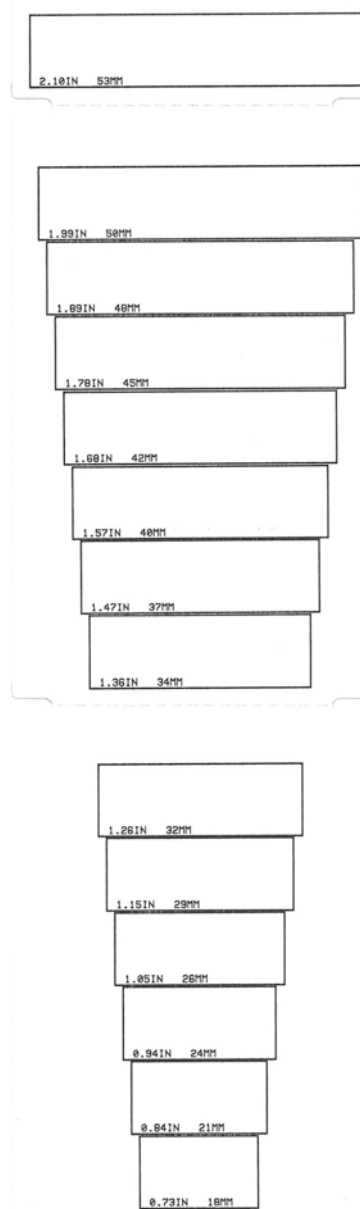 2.10IN 53MM
1.99IN 50MM
1.89IN 48MM
1.78IN 45MM
1.68IN 42MM
1.57IN 40MM
1.47IN 37MM
1.36IN 34MM
1.26IN 32MM
1.15IN 29MM
1.05IN 26MM
0.94IN 24MM
0.84IN 21MM
0.73IN 18MM